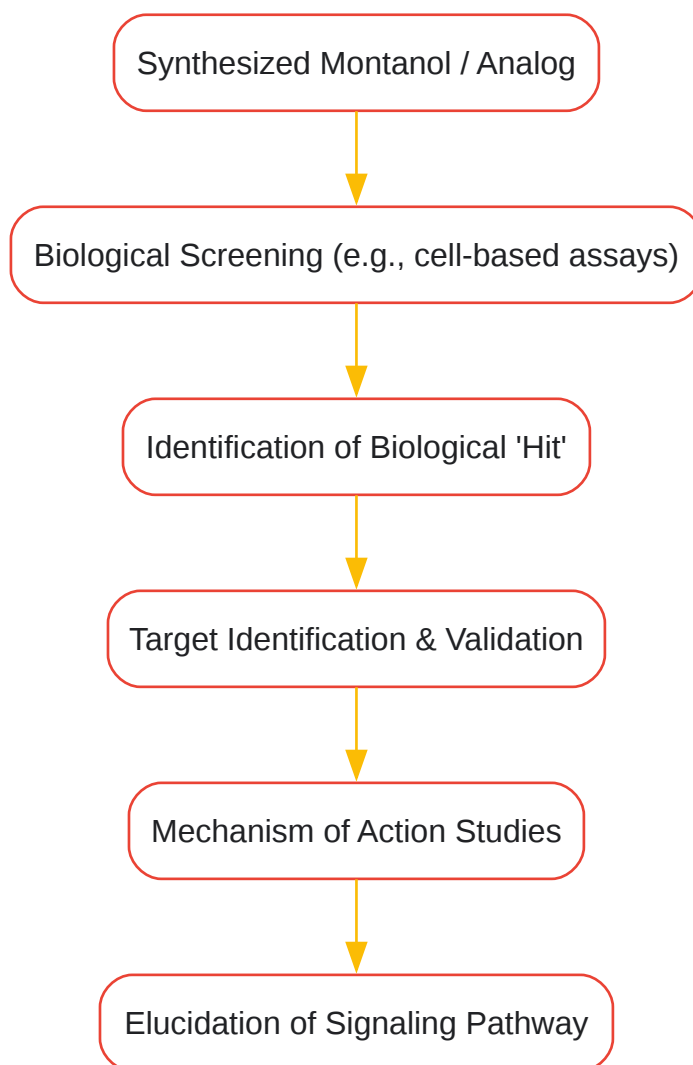 Synthesized Montanol / Analog
Biological Screening (e.g., cell-based assays)
Identification of Biological 'Hit'
Target Identification & Validation
Mechanism of Action Studies
Elucidation of Signaling Pathway